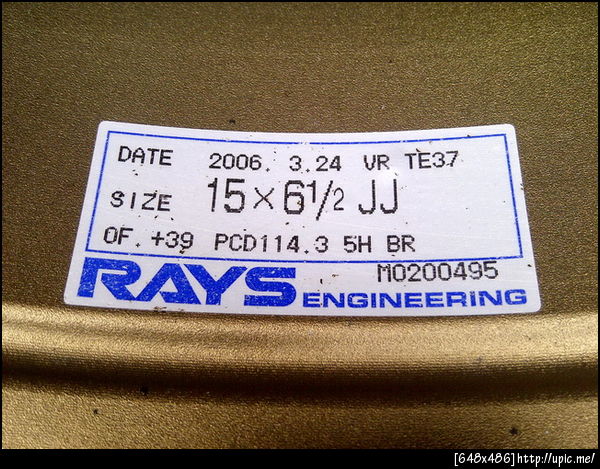 DATE 2006. 3.24 VR TE37
SIZE 15×6½ JJ
OF.+39 PCD114.3 5H BR
M0200495
RAYS ENGINEERING
[648x486]http://upic.me/